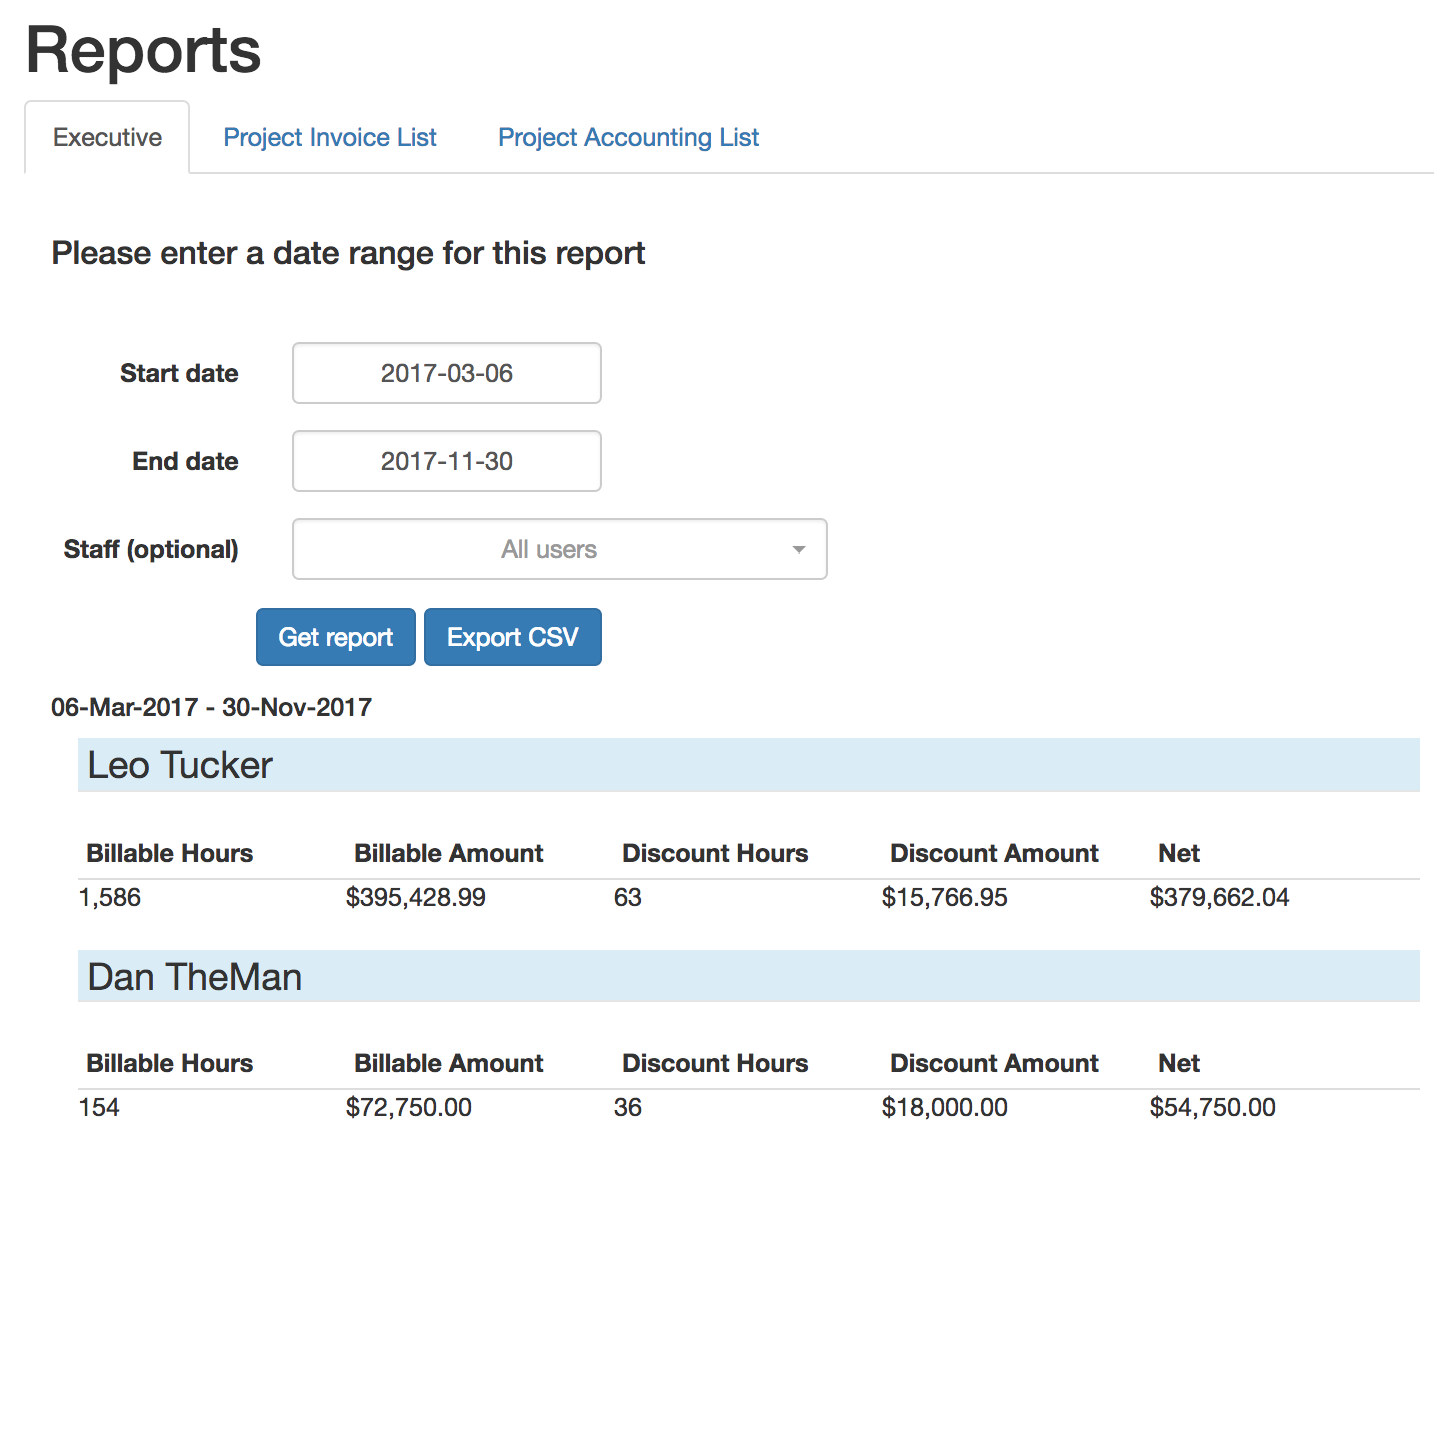 Reports
Executive Project Invoice List Project Accounting List
Please enter a date range for this report
Start date 2017-03-06
End date 2017-11-30
Staff (optional) All users
Get report Export CSV
06-Mar-2017 - 30-Nov-2017
Leo Tucker
Billable Hours Billable Amount Discount Hours Discount Amount Net
1,586 $395,428.99 63 $15,766.95 $379,662.04
Dan TheMan
Billable Hours Billable Amount Discount Hours Discount Amount Net
154 $72,750.00 36 $18,000.00 $54,750.00